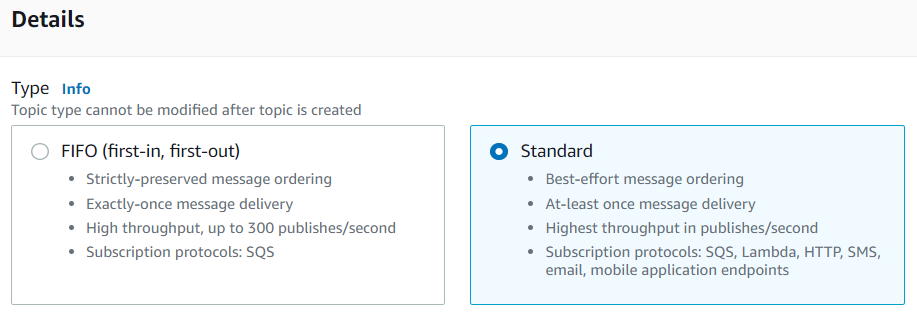 Details
Type Info
Topic type cannot be modified after topic is created
FIFO (first-in, first-out)
• Strictly-preserved message ordering
• Exactly-once message delivery
• High throughput, up to 300 publishes/second
• Subscription protocols: SQS
Standard
• Best-effort message ordering
• At-least once message delivery
• Highest throughput in publishes/second
• Subscription protocols: SQS, Lambda, HTTP, SMS,
email, mobile application endpoints